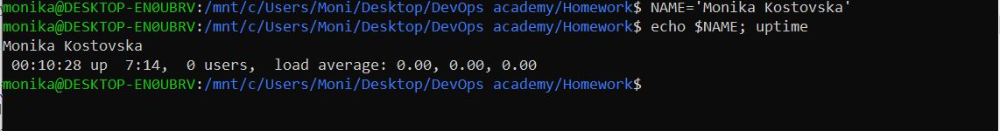 monika@DESKTOP-EN0UBRV:/mnt/c/Users/Moni/Desktop/DevOps academy/Homework$ NAME='Monika Kostovska'
monika@DESKTOP-EN0UBRV:/mnt/c/Users/Moni/Desktop/DevOps academy/Homework$ echo $NAME; uptime
Monika Kostovska
 00:10:28 up  7:14,  0 users,  load average: 0.00, 0.00, 0.00
monika@DESKTOP-EN0UBRV:/mnt/c/Users/Moni/Desktop/DevOps academy/Homework$